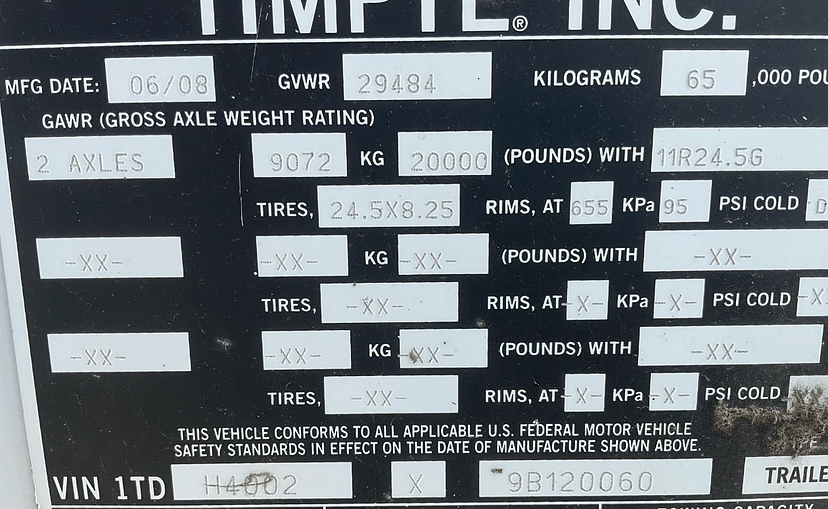 TIMPTE® INC.
MFG DATE: 06/08 GVWR 29484 KILOGRAMS 65 ,000 POU
GAWR (GROSS AXLE WEIGHT RATING)
2 AXLES 9072 KG 20000 (POUNDS) WITH 11R24.5G
TIRES, 24.5X8.25 RIMS, AT 655 KPa 95 PSI COLD D
-XX- -XX- KG -XX- (POUNDS) WITH -XX-
TIRES, -XX- RIMS, AT -X- KPa -X- PSI COLD -X
-XX- -XX- KG -XX- (POUNDS) WITH -XX-
TIRES, -XX- RIMS, AT -X- KPa -X- PSI COLD
THIS VEHICLE CONFORMS TO ALL APPLICABLE U.S. FEDERAL MOTOR VEHICLE
SAFETY STANDARDS IN EFFECT ON THE DATE OF MANUFACTURE SHOWN ABOVE.
VIN 1TD H4002 X 9B120060 TRAILE